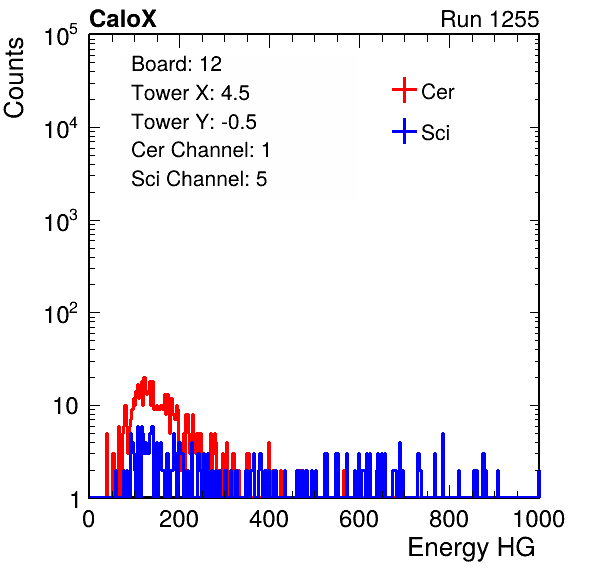 CaloX Run 1255
Counts
Board: 12
Tower X: 4.5
Tower Y: -0.5
Cer Channel: 1
Sci Channel: 5
Cer
Sci
10^5
10^4
10^3
10^2
10
1
0 200 400 600 800 1000
Energy HG